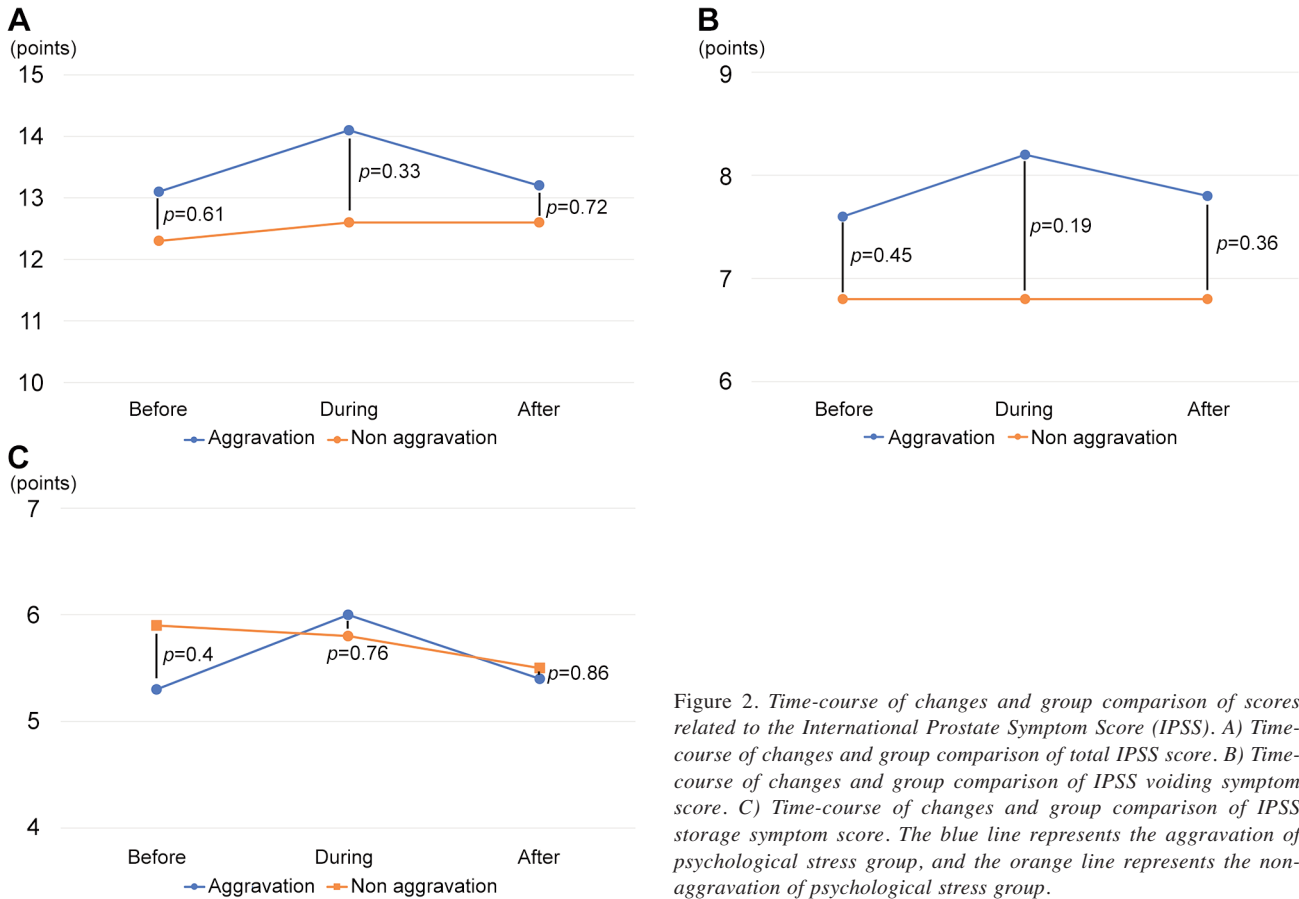 A
(points)
15
14
13
12
11
10
p=0.61
p=0.33
p=0.72
Before During After
Aggravation Non aggravation
B
(points)
9
8
7
6
p=0.45
p=0.19
p=0.36
Before During After
Aggravation Non aggravation
C
(points)
7
6
5
4
p=0.4
p=0.76
p=0.86
Before During After
Aggravation Non aggravation
Figure 2. Time-course of changes and group comparison of scores
related to the International Prostate Symptom Score (IPSS). A) Time-
course of changes and group comparison of total IPSS score. B) Time-
course of changes and group comparison of IPSS voiding symptom
score. C) Time-course of changes and group comparison of IPSS
storage symptom score. The blue line represents the aggravation of
psychological stress group, and the orange line represents the non-
aggravation of psychological stress group.